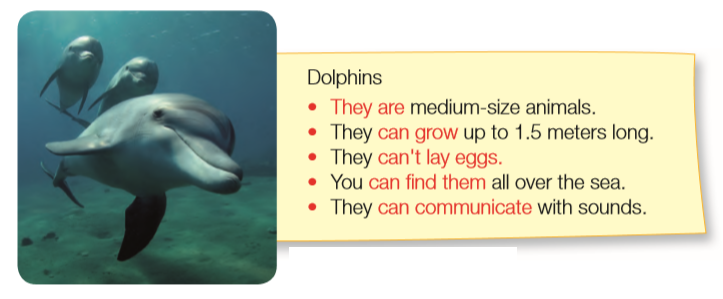 Dolphins
• They are medium-size animals.
• They can grow up to 1.5 meters long.
• They can't lay eggs.
• You can find them all over the sea.
• They can communicate with sounds.